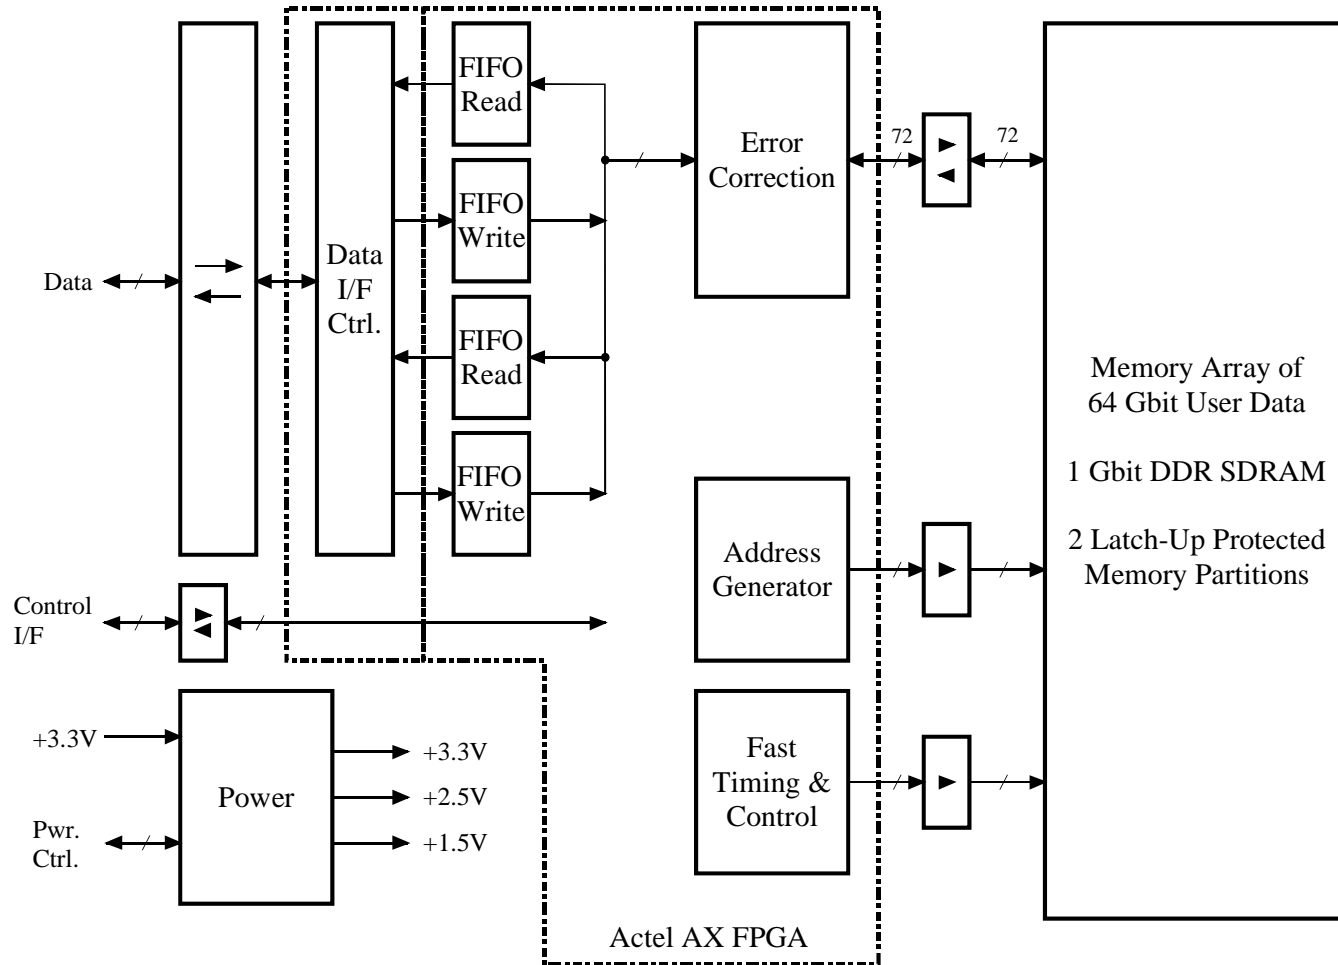 FIFO
Read
FIFO
Write
FIFO
Read
FIFO
Write
Data
Data
I/F
Ctrl.
Error
Correction
72
72
Memory Array of
64 Gbit User Data
1 Gbit DDR SDRAM
2 Latch-Up Protected
Memory Partitions
Address
Generator
Control
I/F
+3.3V
Pwr.
Ctrl.
Power
+3.3V
+2.5V
+1.5V
Fast
Timing &
Control
Actel AX FPGA